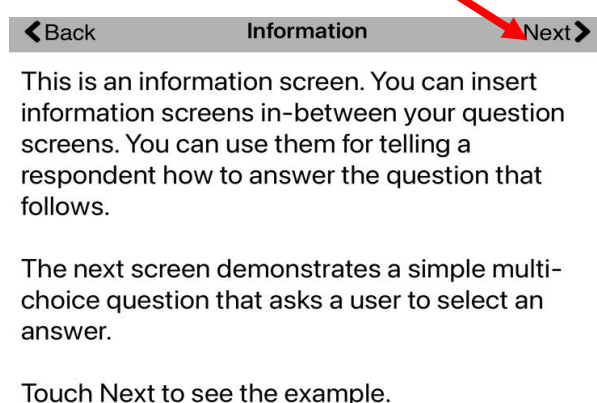 Back Information Next
This is an information screen. You can insert
information screens in-between your question
screens. You can use them for telling a
respondent how to answer the question that
follows.
The next screen demonstrates a simple multi-
choice question that asks a user to select an
answer.
Touch Next to see the example.